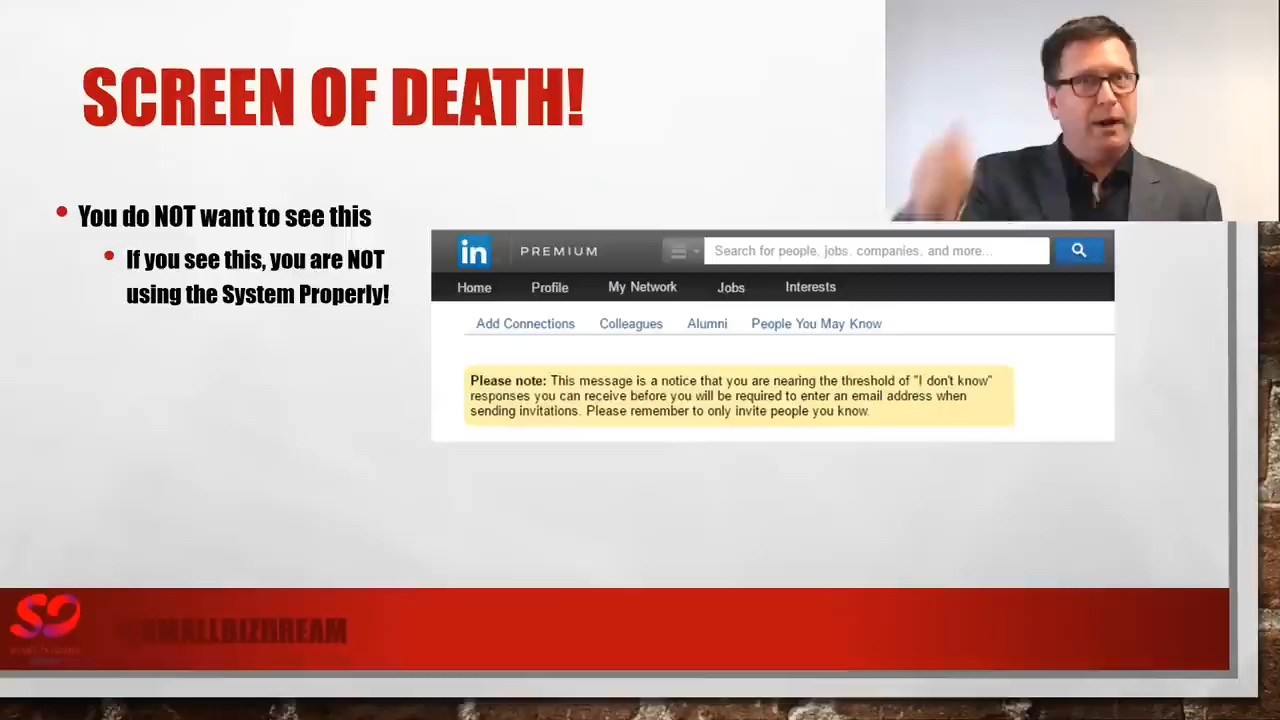 SCREEN OF DEATH!
• You do NOT want to see this
• If you see this, you are NOT
using the System Properly!
in PREMIUM Search for people, jobs, companies, and more...
Home Profile My Network Jobs Interests
Add Connections Colleagues Alumni People You May Know
Please note: This message is a notice that you are nearing the threshold of "I don't know"
responses you can receive before you will be required to enter an email address when
sending invitations. Please remember to only invite people you know.